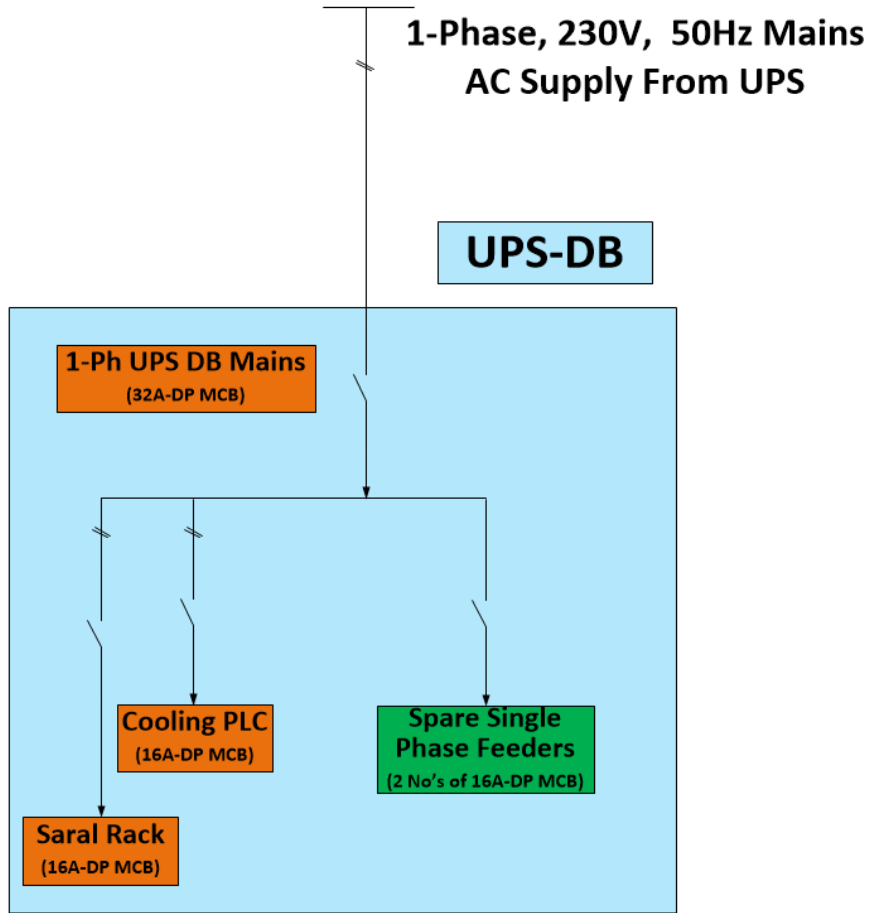 1-Phase, 230V, 50Hz Mains
AC Supply From UPS
UPS-DB
1-Ph UPS DB Mains
(32A-DP MCB)
Cooling PLC
(16A-DP MCB)
Spare Single
Phase Feeders
(2 No's of 16A-DP MCB)
Saral Rack
(16A-DP MCB)